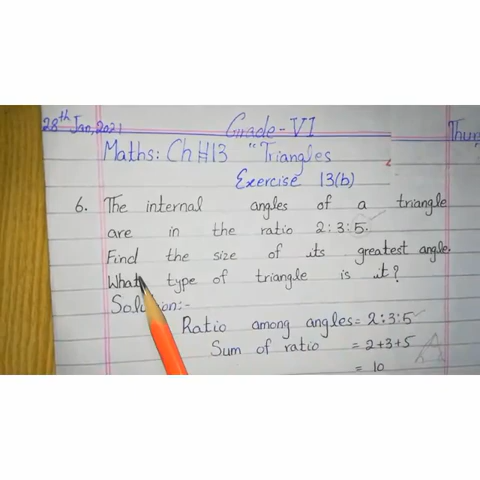 28th Jan, 2021
Grade-VI
Maths: Ch#13 "Triangles
Exercise 13(b)
6. The internal angles of a triangle
are in the ratio 2:3:5.
Find the size of its greatest angle.
What type of triangle is it?
Solution:-
Ratio among angles = 2:3:5
Sum of ratio = 2+3+5
= 10